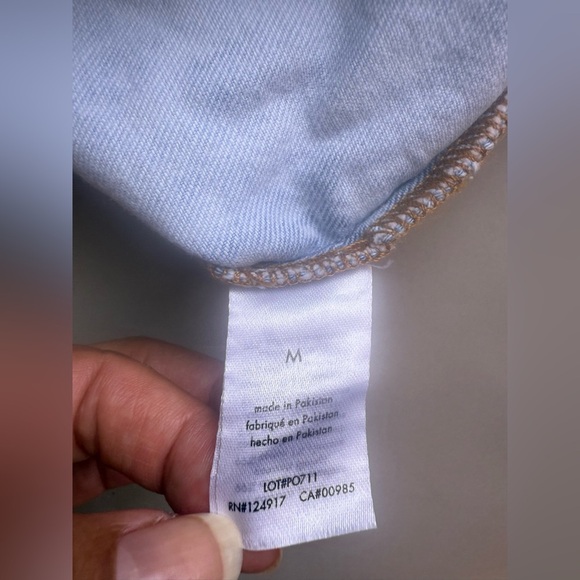 M
made in Pakistan
fabriqué en Pakistan
hecho en Pakistan
LOT#PO711
RN#124917 CA#00985